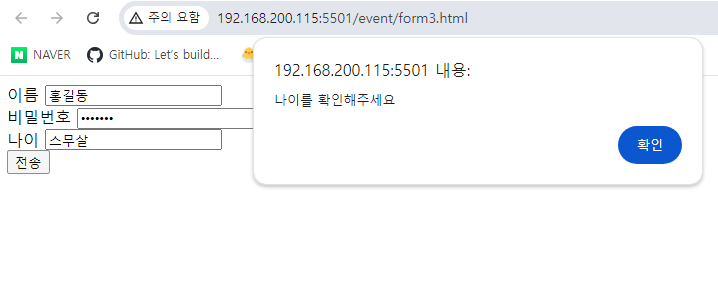 주의 요함 192.168.200.115:5501/event/form3.html
NAVER GitHub: Let's build...
192.168.200.115:5501 내용:
나이를 확인해주세요
확인
이름 홍길동
비밀번호 •••••••
나이 스무살
전송